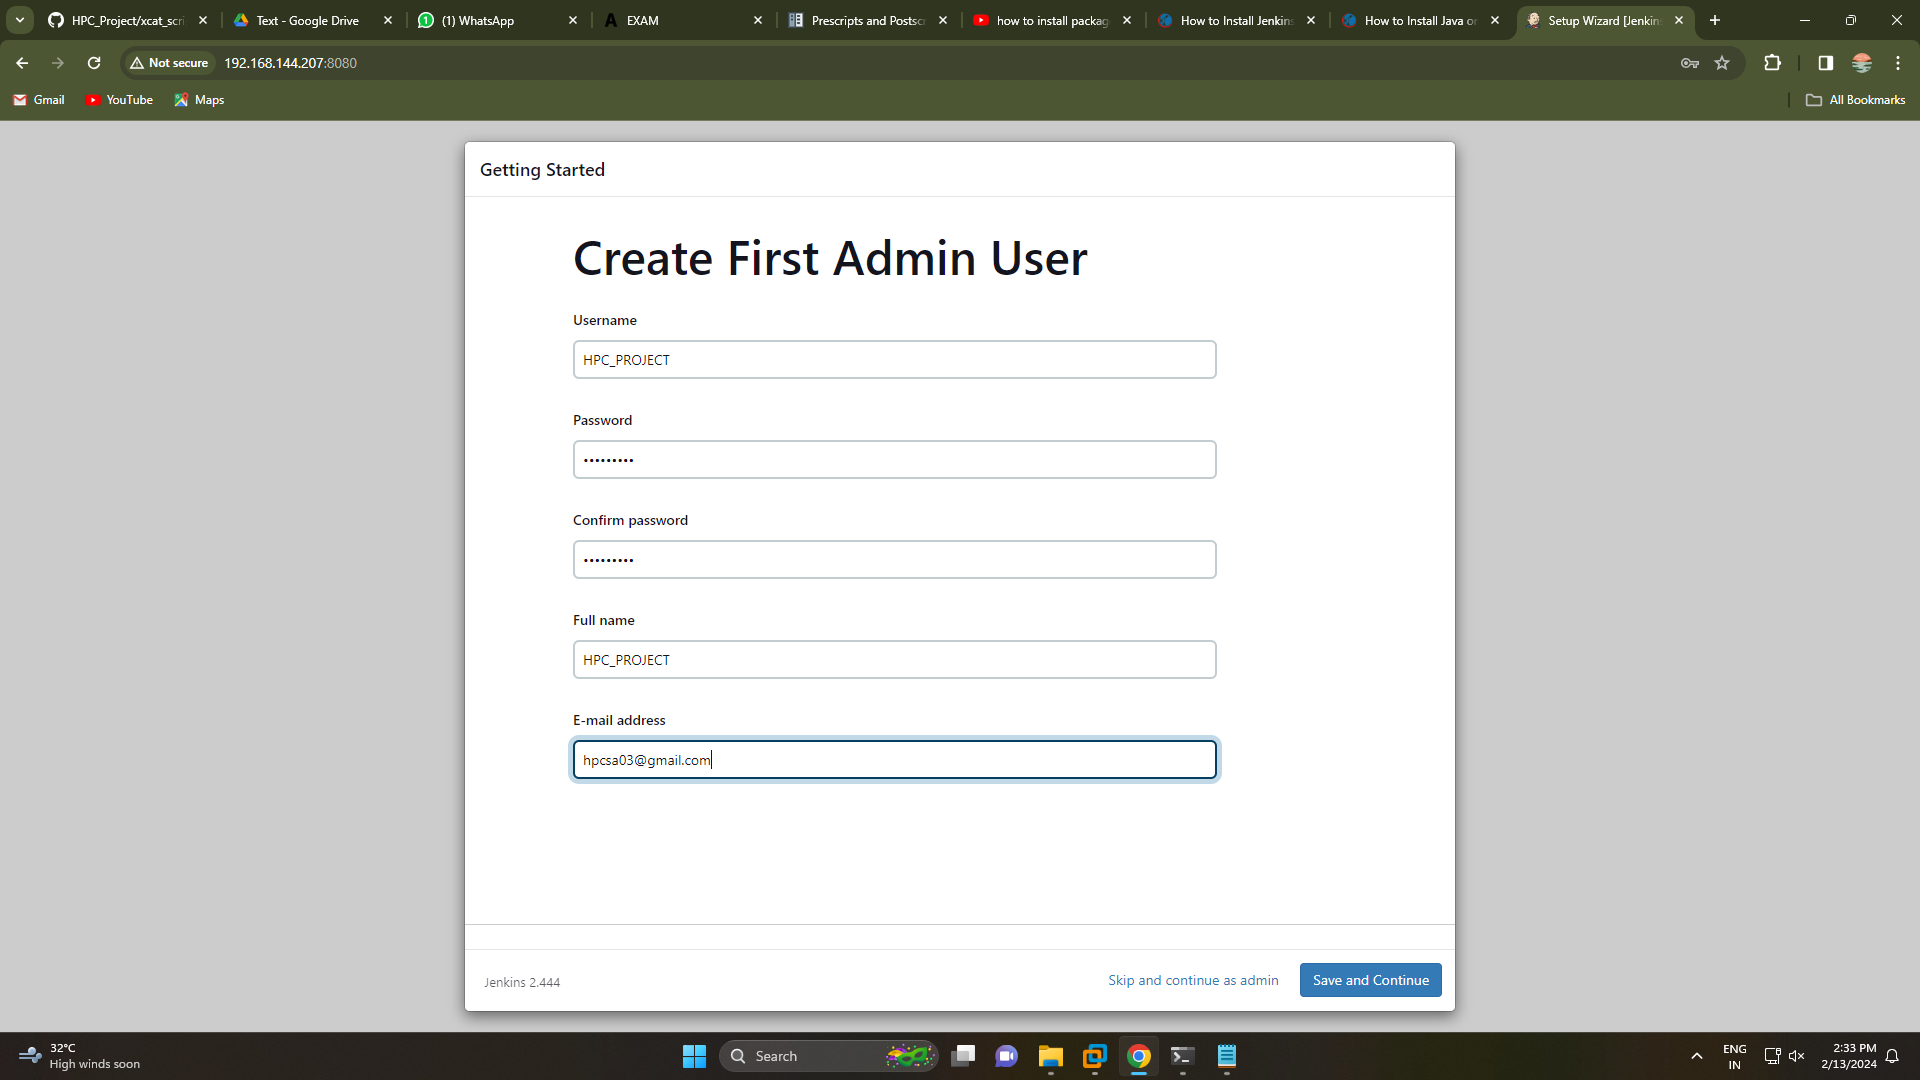 HPC_Project/xcat_scri
Text - Google Drive
(1) WhatsApp
EXAM
Prescripts and Postscr
how to install packag
How to Install Jenkins
How to Install Java or
Setup Wizard [Jenkins
Not secure
192.168.144.207:8080
Gmail
YouTube
Maps
All Bookmarks
Getting Started
Create First Admin User
Username
HPC_PROJECT
Password
•••••••••
Confirm password
•••••••••
Full name
HPC_PROJECT
E-mail address
hpcsa03@gmail.com
Jenkins 2.444
Skip and continue as admin
Save and Continue
32°C
High winds soon
Search
ENG
IN
2:33 PM
2/13/2024